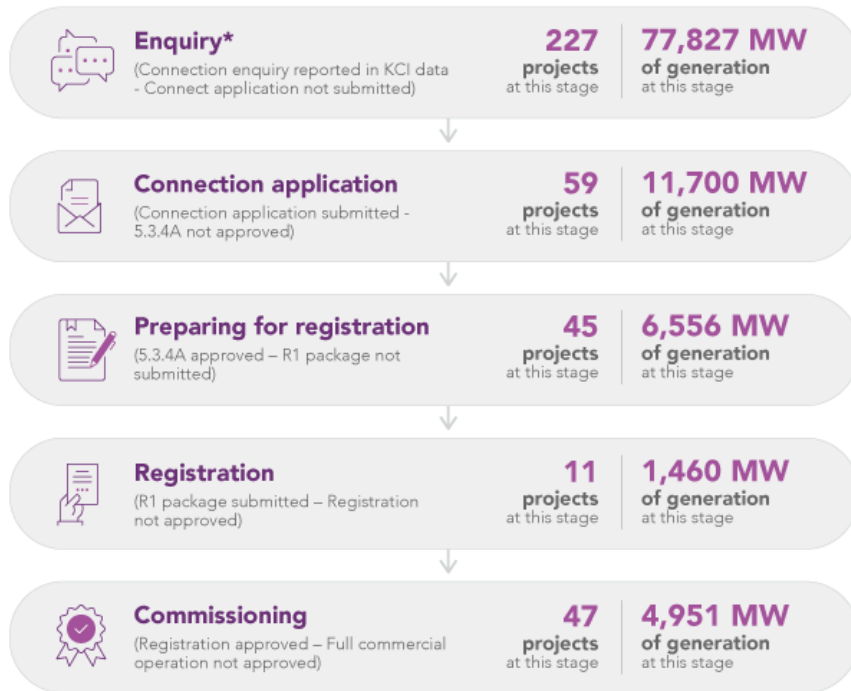 Enquiry*
(Connection enquiry reported in KCI data
- Connect application not submitted)
227
projects
at this stage
77,827 MW
of generation
at this stage
Connection application
(Connection application submitted -
5.3.4A not approved)
59
projects
at this stage
11,700 MW
of generation
at this stage
Preparing for registration
(5.3.4A approved – R1 package not
submitted)
45
projects
at this stage
6,556 MW
of generation
at this stage
Registration
(R1 package submitted – Registration
not approved)
11
projects
at this stage
1,460 MW
of generation
at this stage
Commissioning
(Registration approved – Full commercial
operation not approved)
47
projects
at this stage
4,951 MW
of generation
at this stage